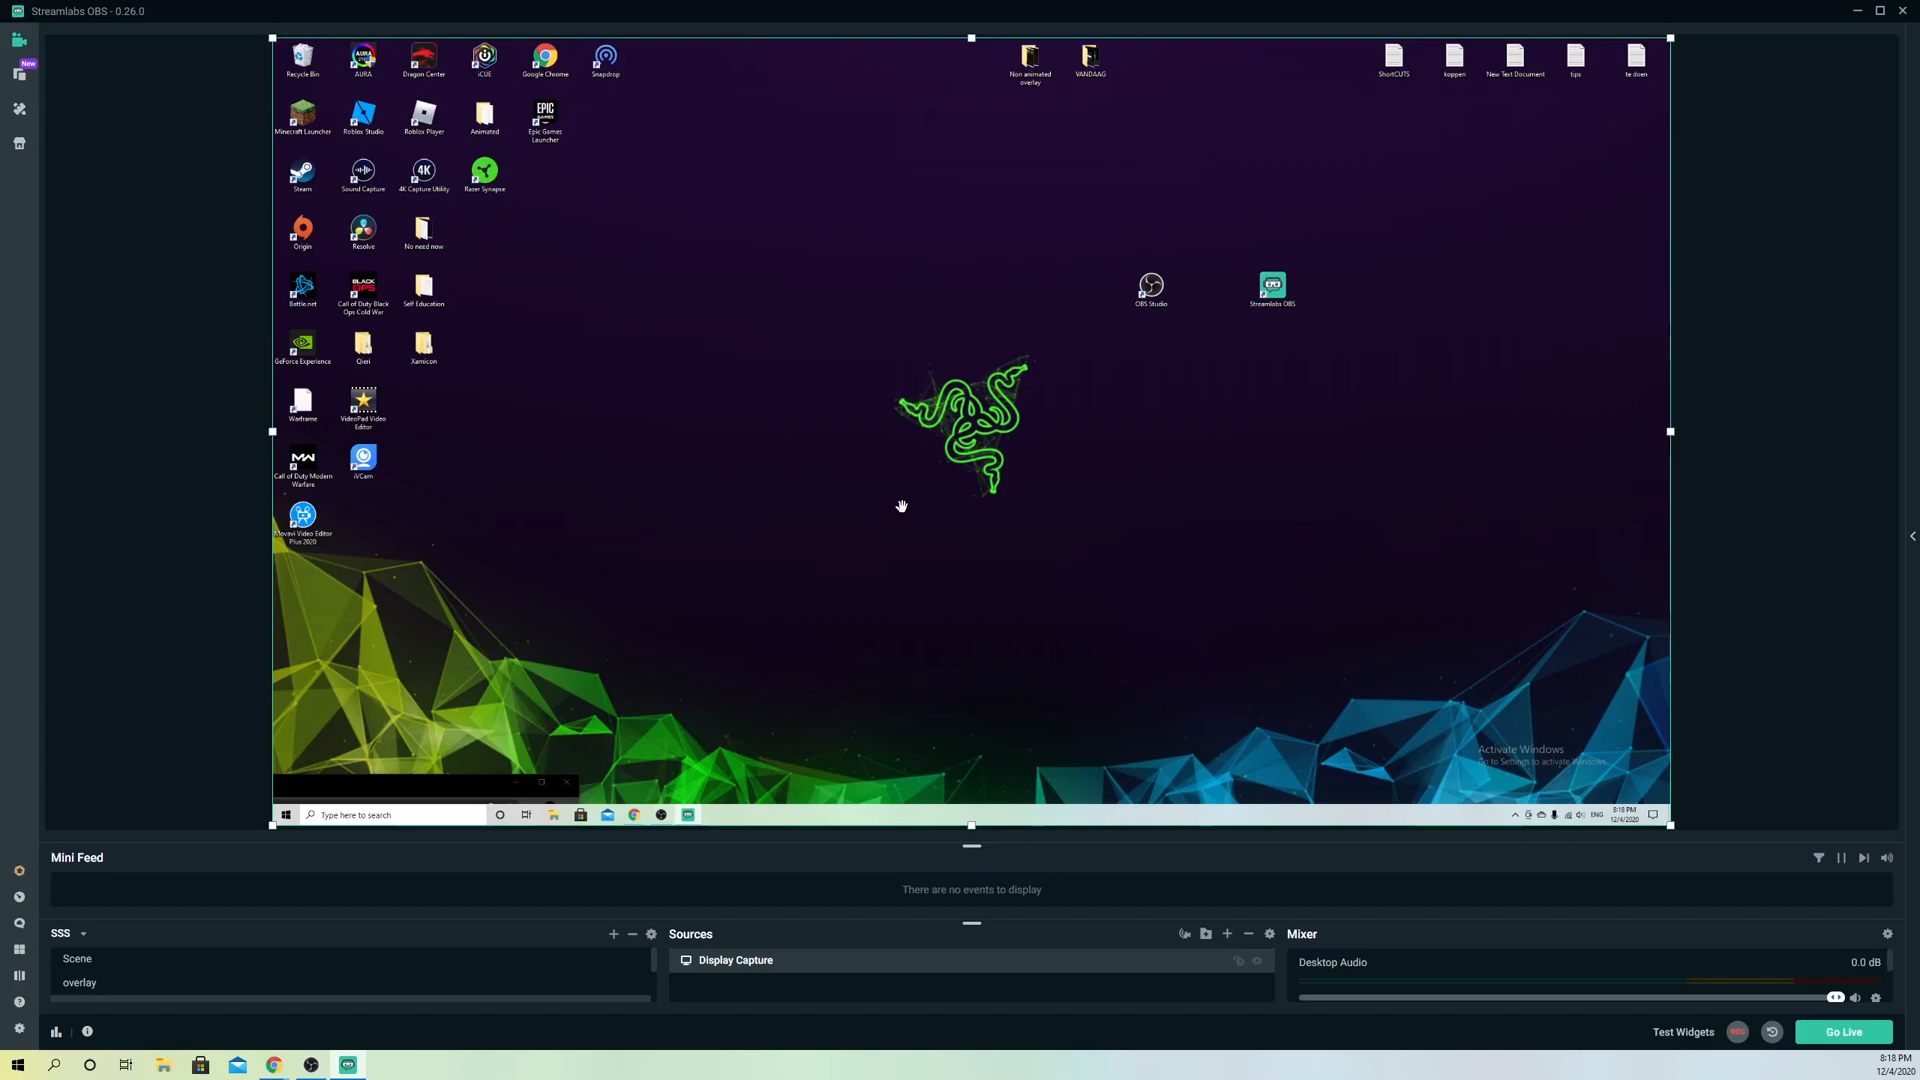 Streamlabs OBS - 0.26.0
New
Recycle Bin
AURA
Dragon Center
iCUE
Google Chrome
Snapdrop
Non animated
overlay
VANDAAG
ShortCUTS
koppen
New Text Document
tips
te doen
Minecraft Launcher
Roblox Studio
Roblox Player
Animated
EPIC
GAMES
Epic Games
Launcher
Steam
Sound Capture
4K
4K Capture Utility
Razer Synapse
Origin
Resolve
No need now
Battle.net
BLACK
OPS
Call of Duty Black
Ops Cold War
Self Education
OBS Studio
Streamlabs OBS
GeForce Experience
Qieri
Xamicon
Warframe
VideoPad Video
Editor
MW
Call of Duty Modern
Warfare
iVCam
Movavi Video Editor
Plus 2020
Activate Windows
Go to Settings to activate Windows.
Type here to search
ENG
8:18 PM
12/4/2020
Mini Feed
There are no events to display
SSS
Sources
Mixer
Scene
overlay
Display Capture
Desktop Audio
0.0 dB
Test Widgets
REC
Go Live
8:18 PM
12/4/2020